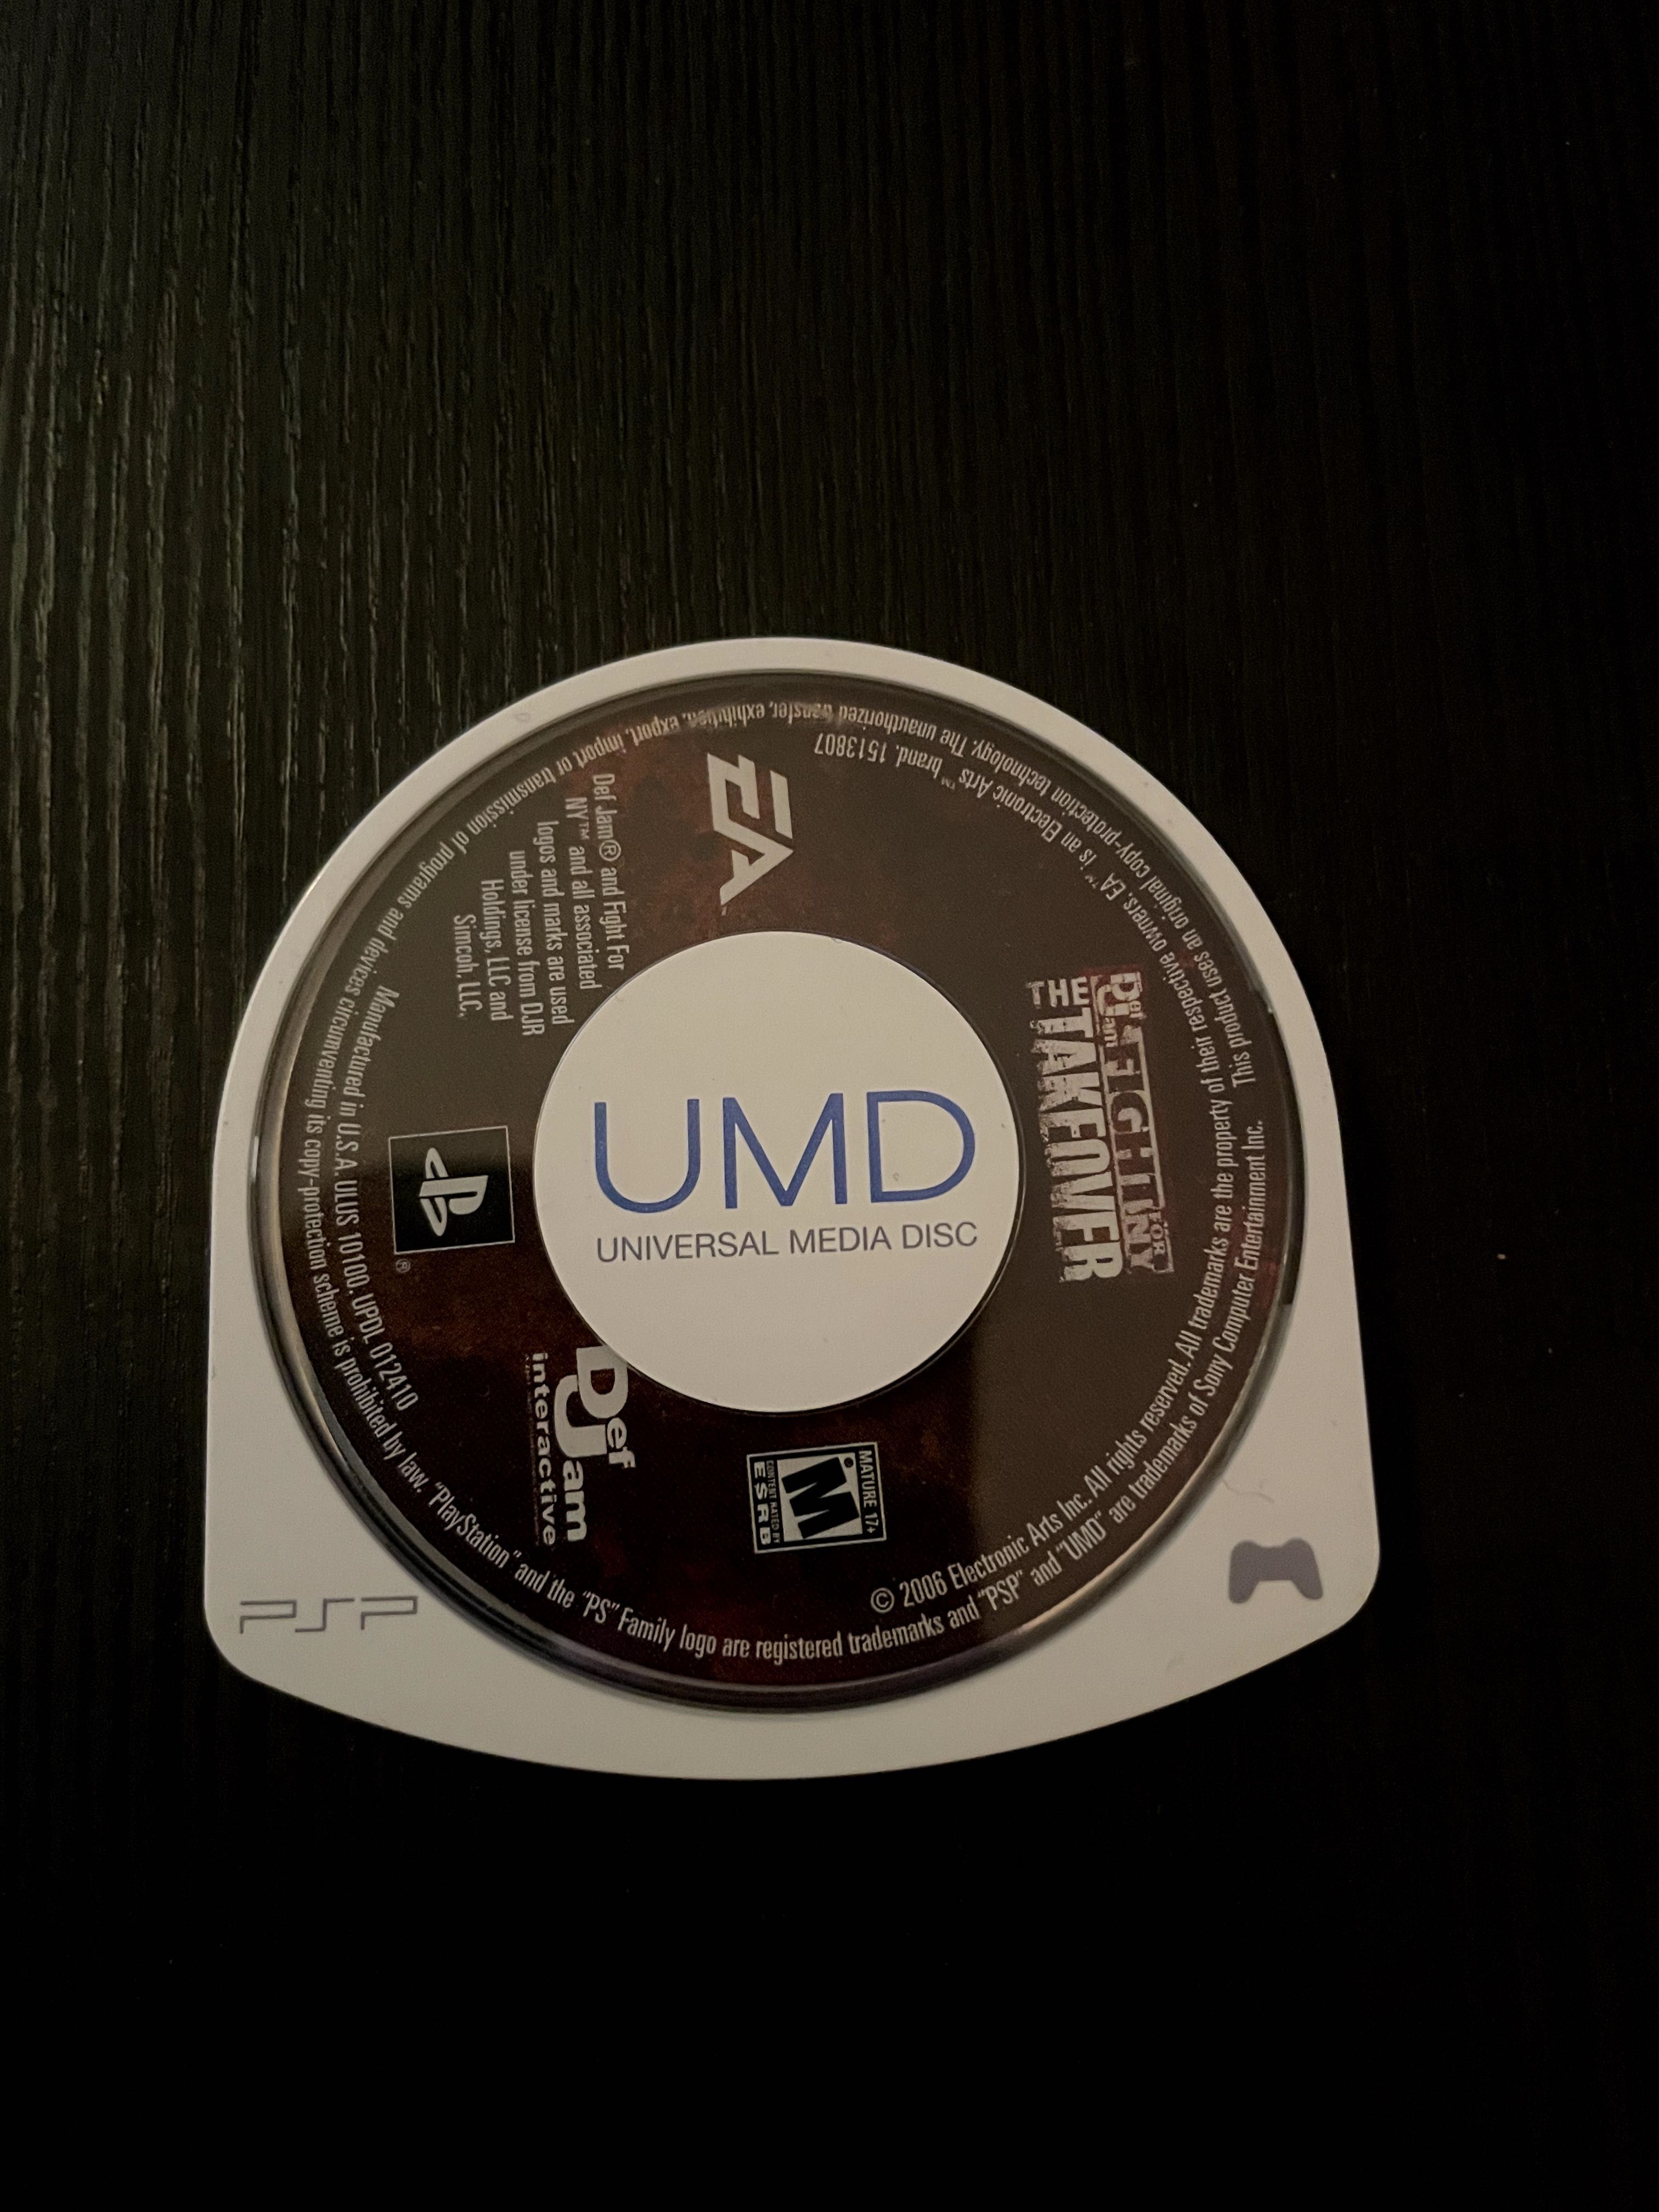 Def Jam FIGHT FOR NY
THE TAKEOVER
EA
Def Jam® and Fight For
NY™ and all associated
logos and marks are used
under license from DJR
Holdings, LLC and
Simcoh, LLC.
UMD
UNIVERSAL MEDIA DISC
®
Def Jam
interactive
MATURE 17+
M
CONTENT RATED BY
ESRB
© 2006 Electronic Arts Inc. All rights reserved. All trademarks are the property of their respective owners. EA™ is an Electronic Arts™ brand. 1513807
Manufactured in U.S.A. ULUS 10100. UPDL 012410
"PlayStation" and the "PS" Family logo are registered trademarks and "PSP" and "UMD" are trademarks of Sony Computer Entertainment Inc.
This product uses an original copy-protection technology. The unauthorized transfer, exhibition, export, import or transmission of programs and devices circumventing its copy-protection scheme is prohibited by law.
PSP